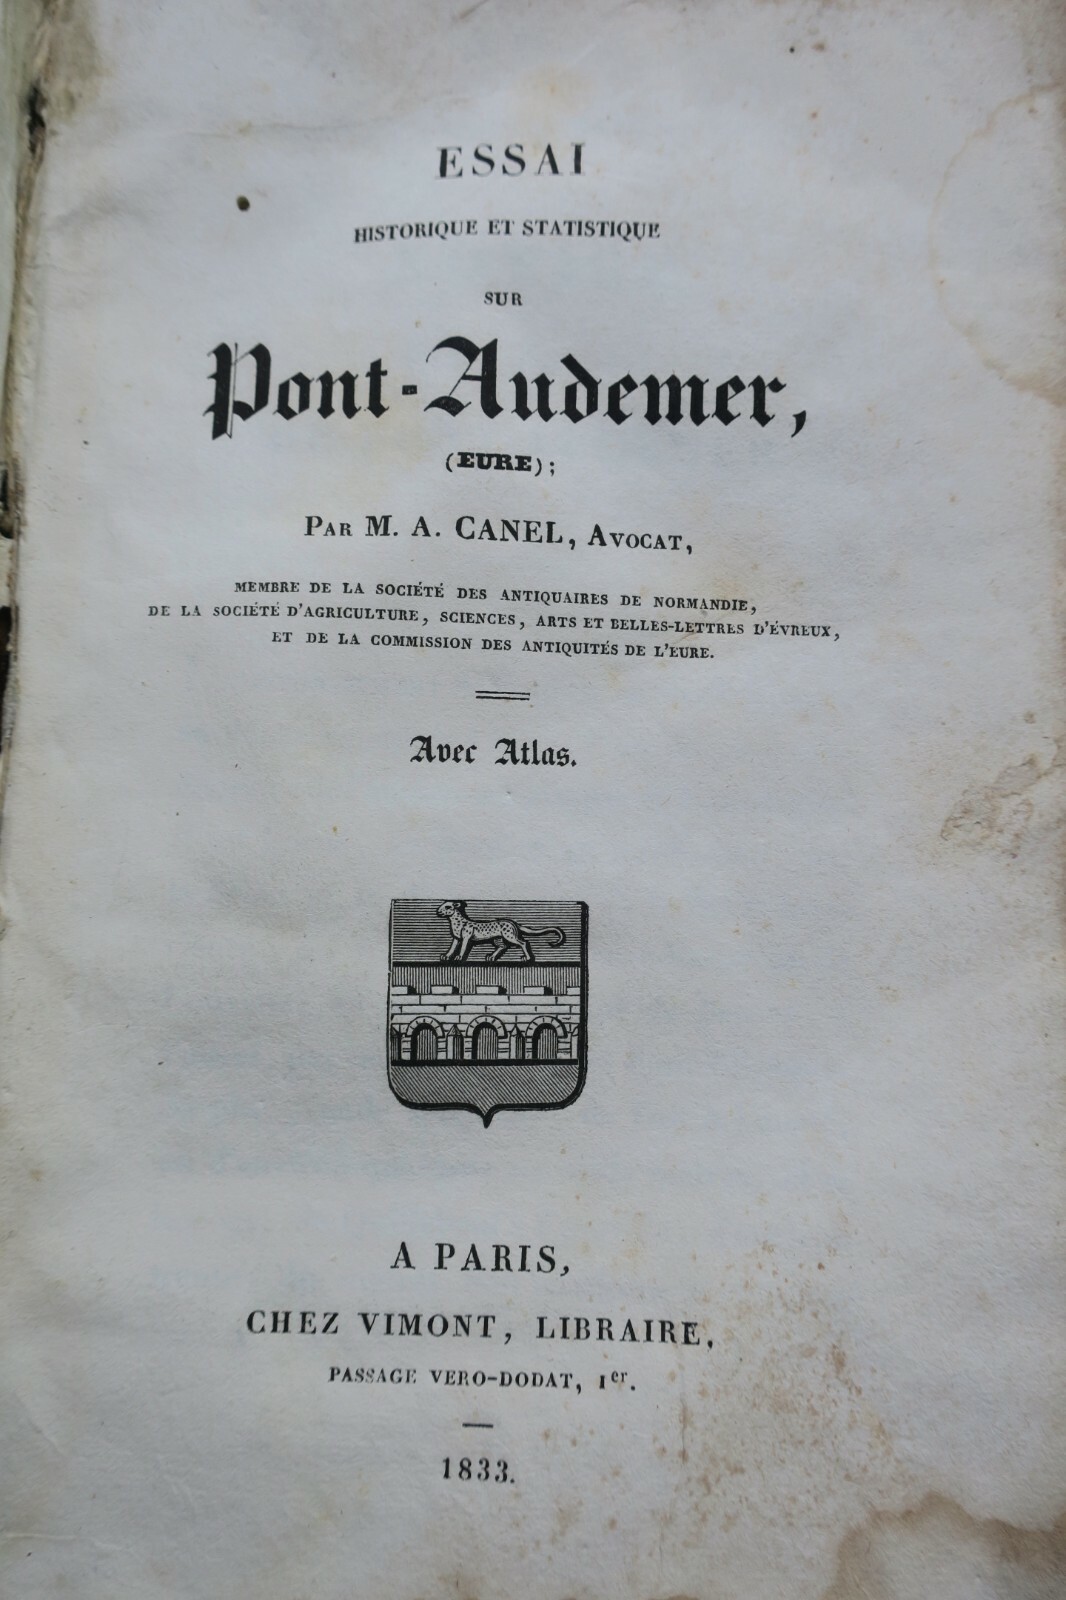 ESSAI
HISTORIQUE ET STATISTIQUE
SUR
Pont-Audemer,
(EURE);
PAR M. A. CANEL, AVOCAT,
MEMBRE DE LA SOCIÉTÉ DES ANTIQUAIRES DE NORMANDIE,
DE LA SOCIÉTÉ D'AGRICULTURE, SCIENCES, ARTS ET BELLES-LETTRES D'ÉVREUX,
ET DE LA COMMISSION DES ANTIQUITÉS DE L'EURE.
Avec Atlas.
A PARIS,
CHEZ VIMONT, LIBRAIRE,
PASSAGE VERO-DODAT, 1er.
1833.